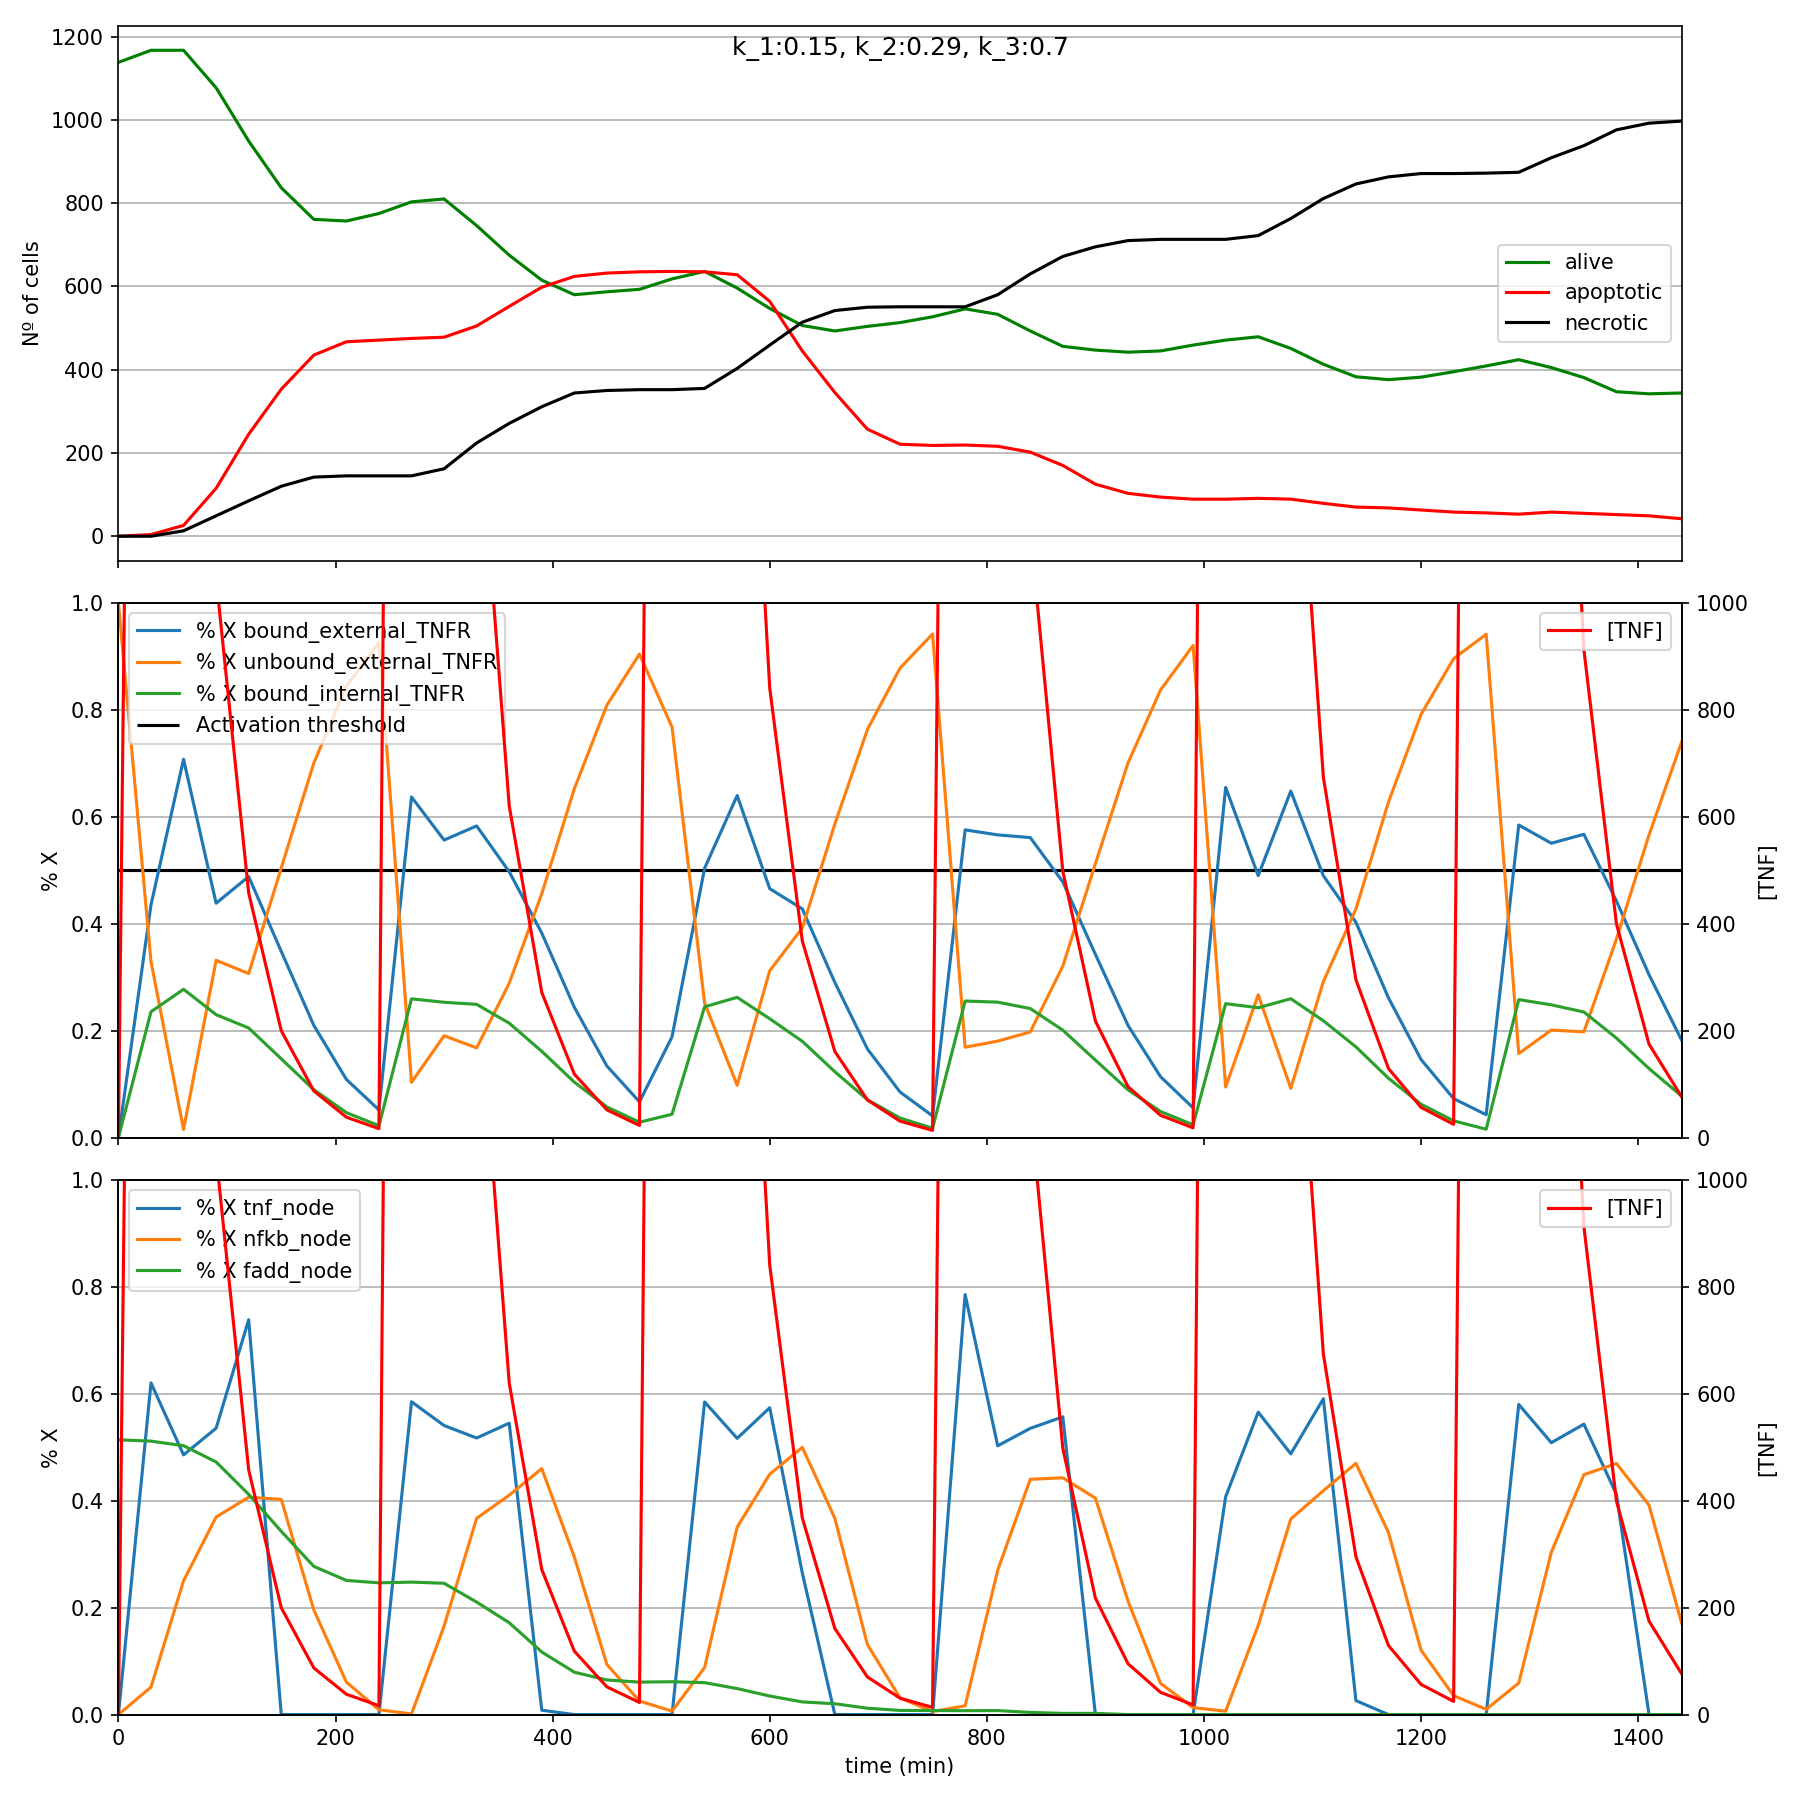 k_1:0.15, k_2:0.29, k_3:0.7
1200
1000
800
600
400
200
0
Nº of cells
alive
apoptotic
necrotic
1.0
0.8
0.6
0.4
0.2
0.0
% X
% X bound_external_TNFR
% X unbound_external_TNFR
% X bound_internal_TNFR
Activation threshold
[TNF]
1000
800
600
400
200
0
[TNF]
1.0
0.8
0.6
0.4
0.2
0.0
% X
% X tnf_node
% X nfkb_node
% X fadd_node
[TNF]
1000
800
600
400
200
0
[TNF]
0 200 400 600 800 1000 1200 1400
time (min)